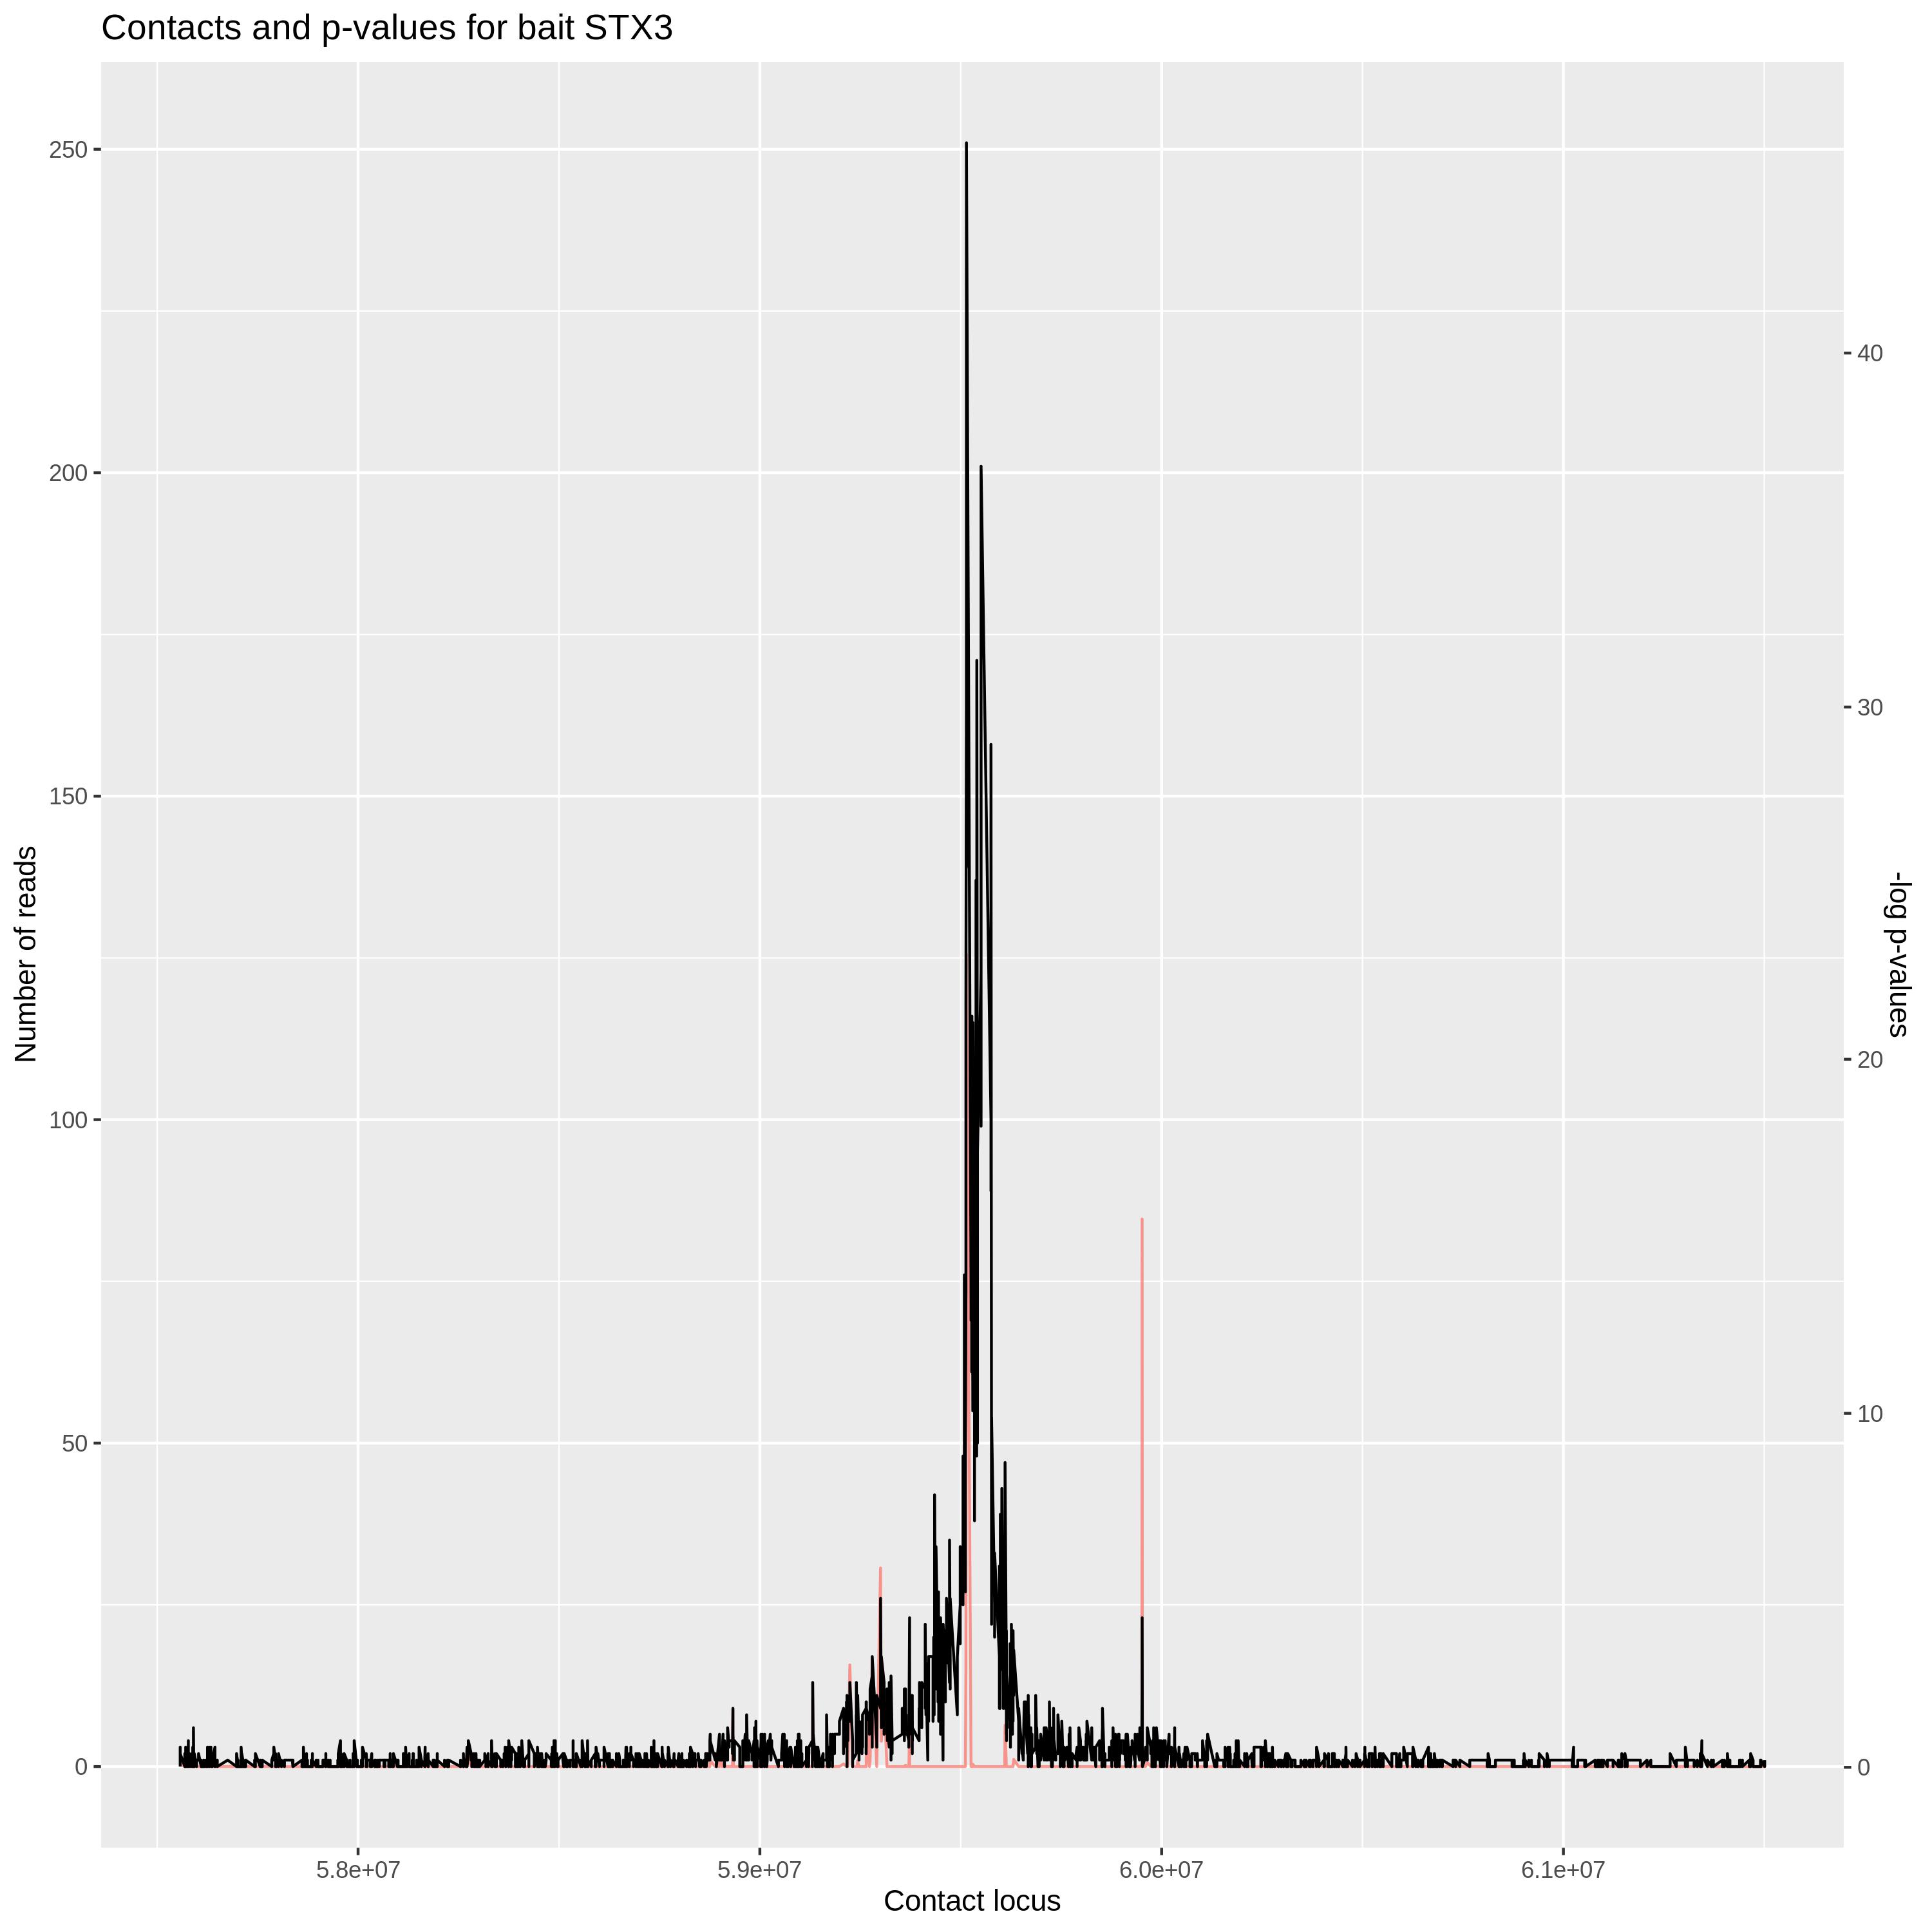 Contacts and p-values for bait STX3
250
200
150
100
50
0
40
30
20
10
0
Number of reads
-log p-values
5.8e+07
5.9e+07
6.0e+07
6.1e+07
Contact locus